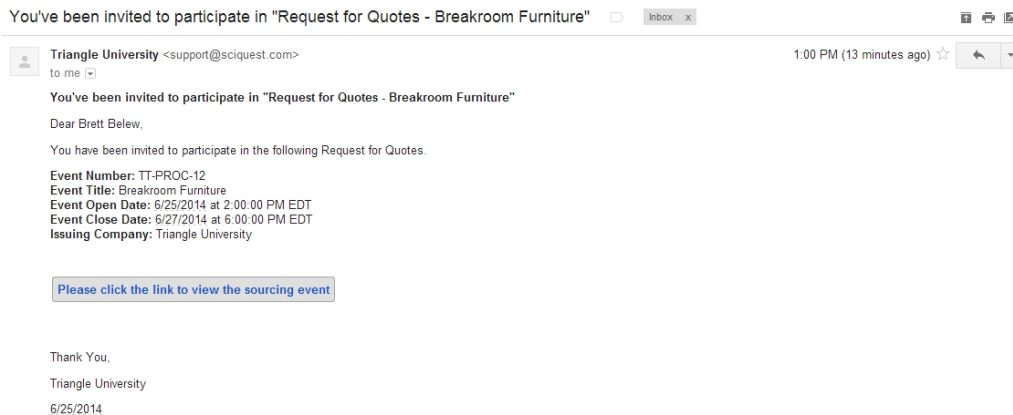 You've been invited to participate in "Request for Quotes - Breakroom Furniture" Inbox x
Triangle University <support@sciquest.com> 1:00 PM (13 minutes ago)
to me
You've been invited to participate in "Request for Quotes - Breakroom Furniture"
Dear Brett Belew,
You have been invited to participate in the following Request for Quotes.
Event Number: TT-PROC-12
Event Title: Breakroom Furniture
Event Open Date: 6/25/2014 at 2:00:00 PM EDT
Event Close Date: 6/27/2014 at 6:00:00 PM EDT
Issuing Company: Triangle University
Please click the link to view the sourcing event
Thank You,
Triangle University
6/25/2014